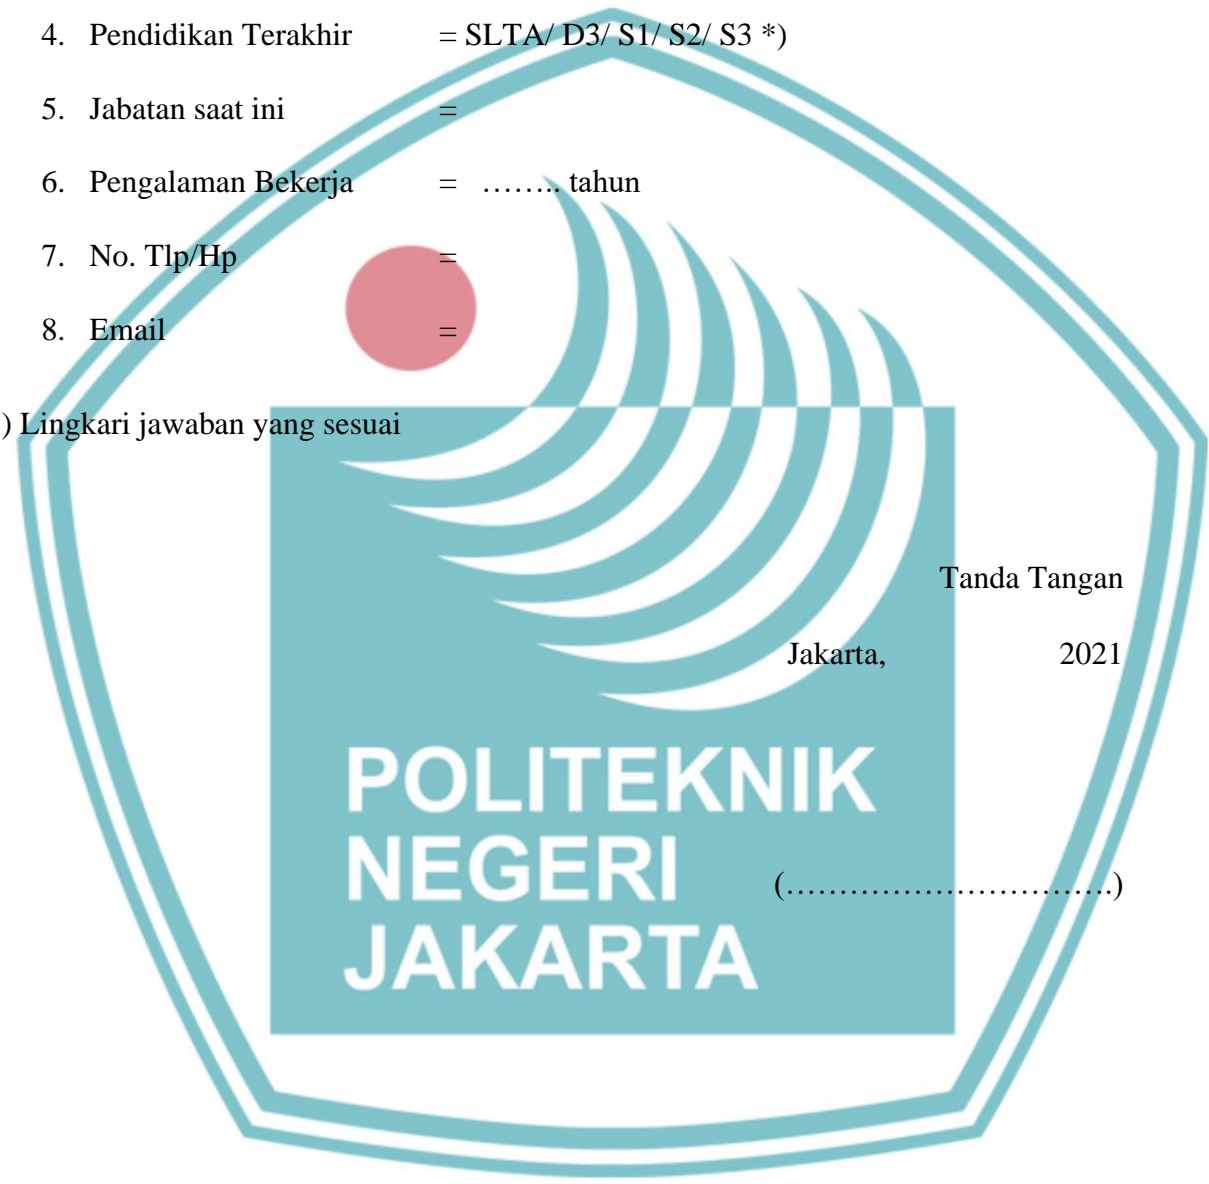 4. Pendidikan Terakhir = SLTA/ D3/ S1/ S2/ S3 *)
5. Jabatan saat ini =
6. Pengalaman Bekerja = …….. tahun
7. No. Tlp/Hp =
8. Email =
) Lingkari jawaban yang sesuai
Tanda Tangan
Jakarta, 2021
POLITEKNIK
NEGERI
(………………………….)
JAKARTA